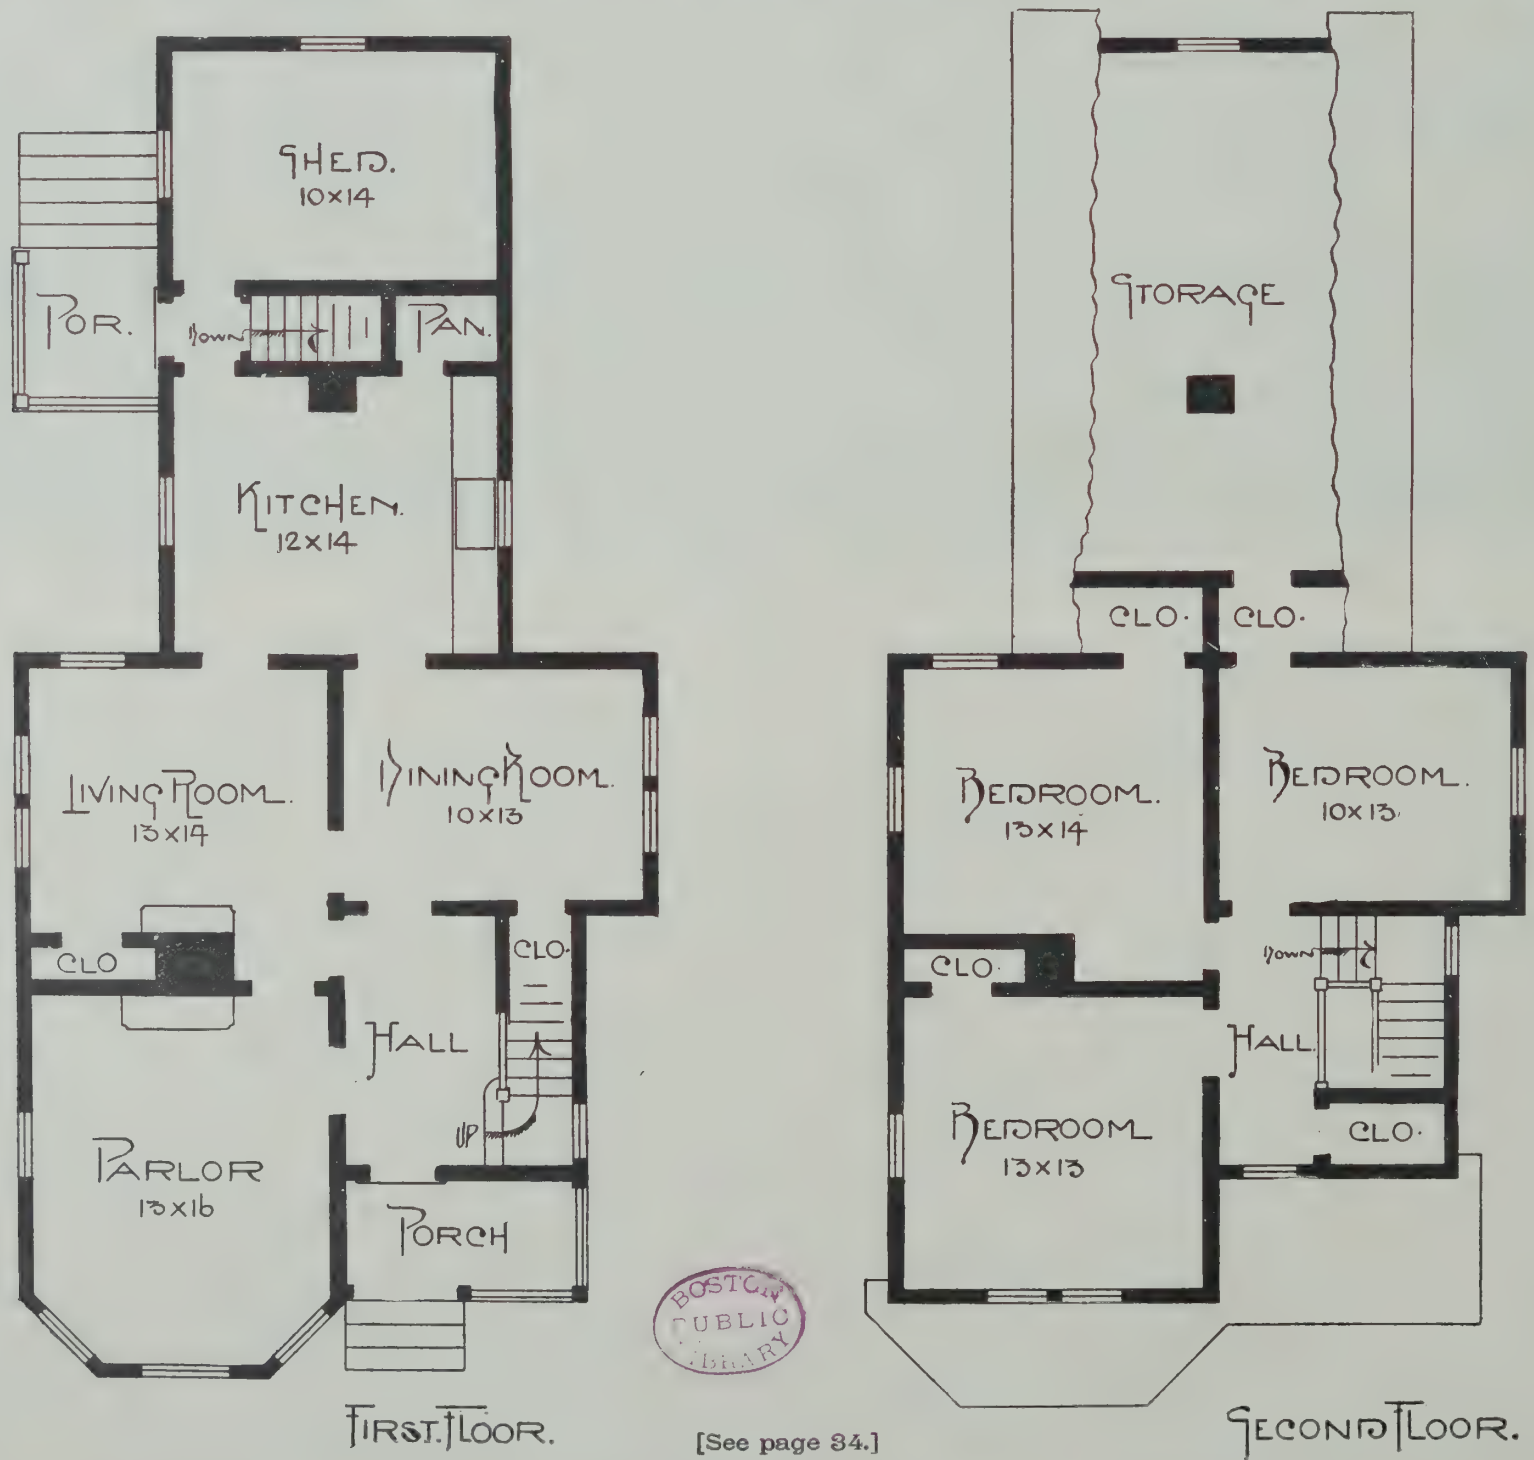 SHED.
10x14
POR.
DOWN
PAN.
KITCHEN.
12x14
LIVING ROOM.
13x14
DINING ROOM.
10x13
CLO
CLO.
HALL
UP
PARLOR
13x16
PORCH
FIRST. FLOOR.
STORAGE
CLO.
CLO.
BEDROOM.
13x14
BEDROOM.
10x13
CLO.
DOWN
HALL
BEDROOM
13x13
CLO.
SECOND FLOOR.
BOSTON
PUBLIC
LIBRARY
[See page 34.]